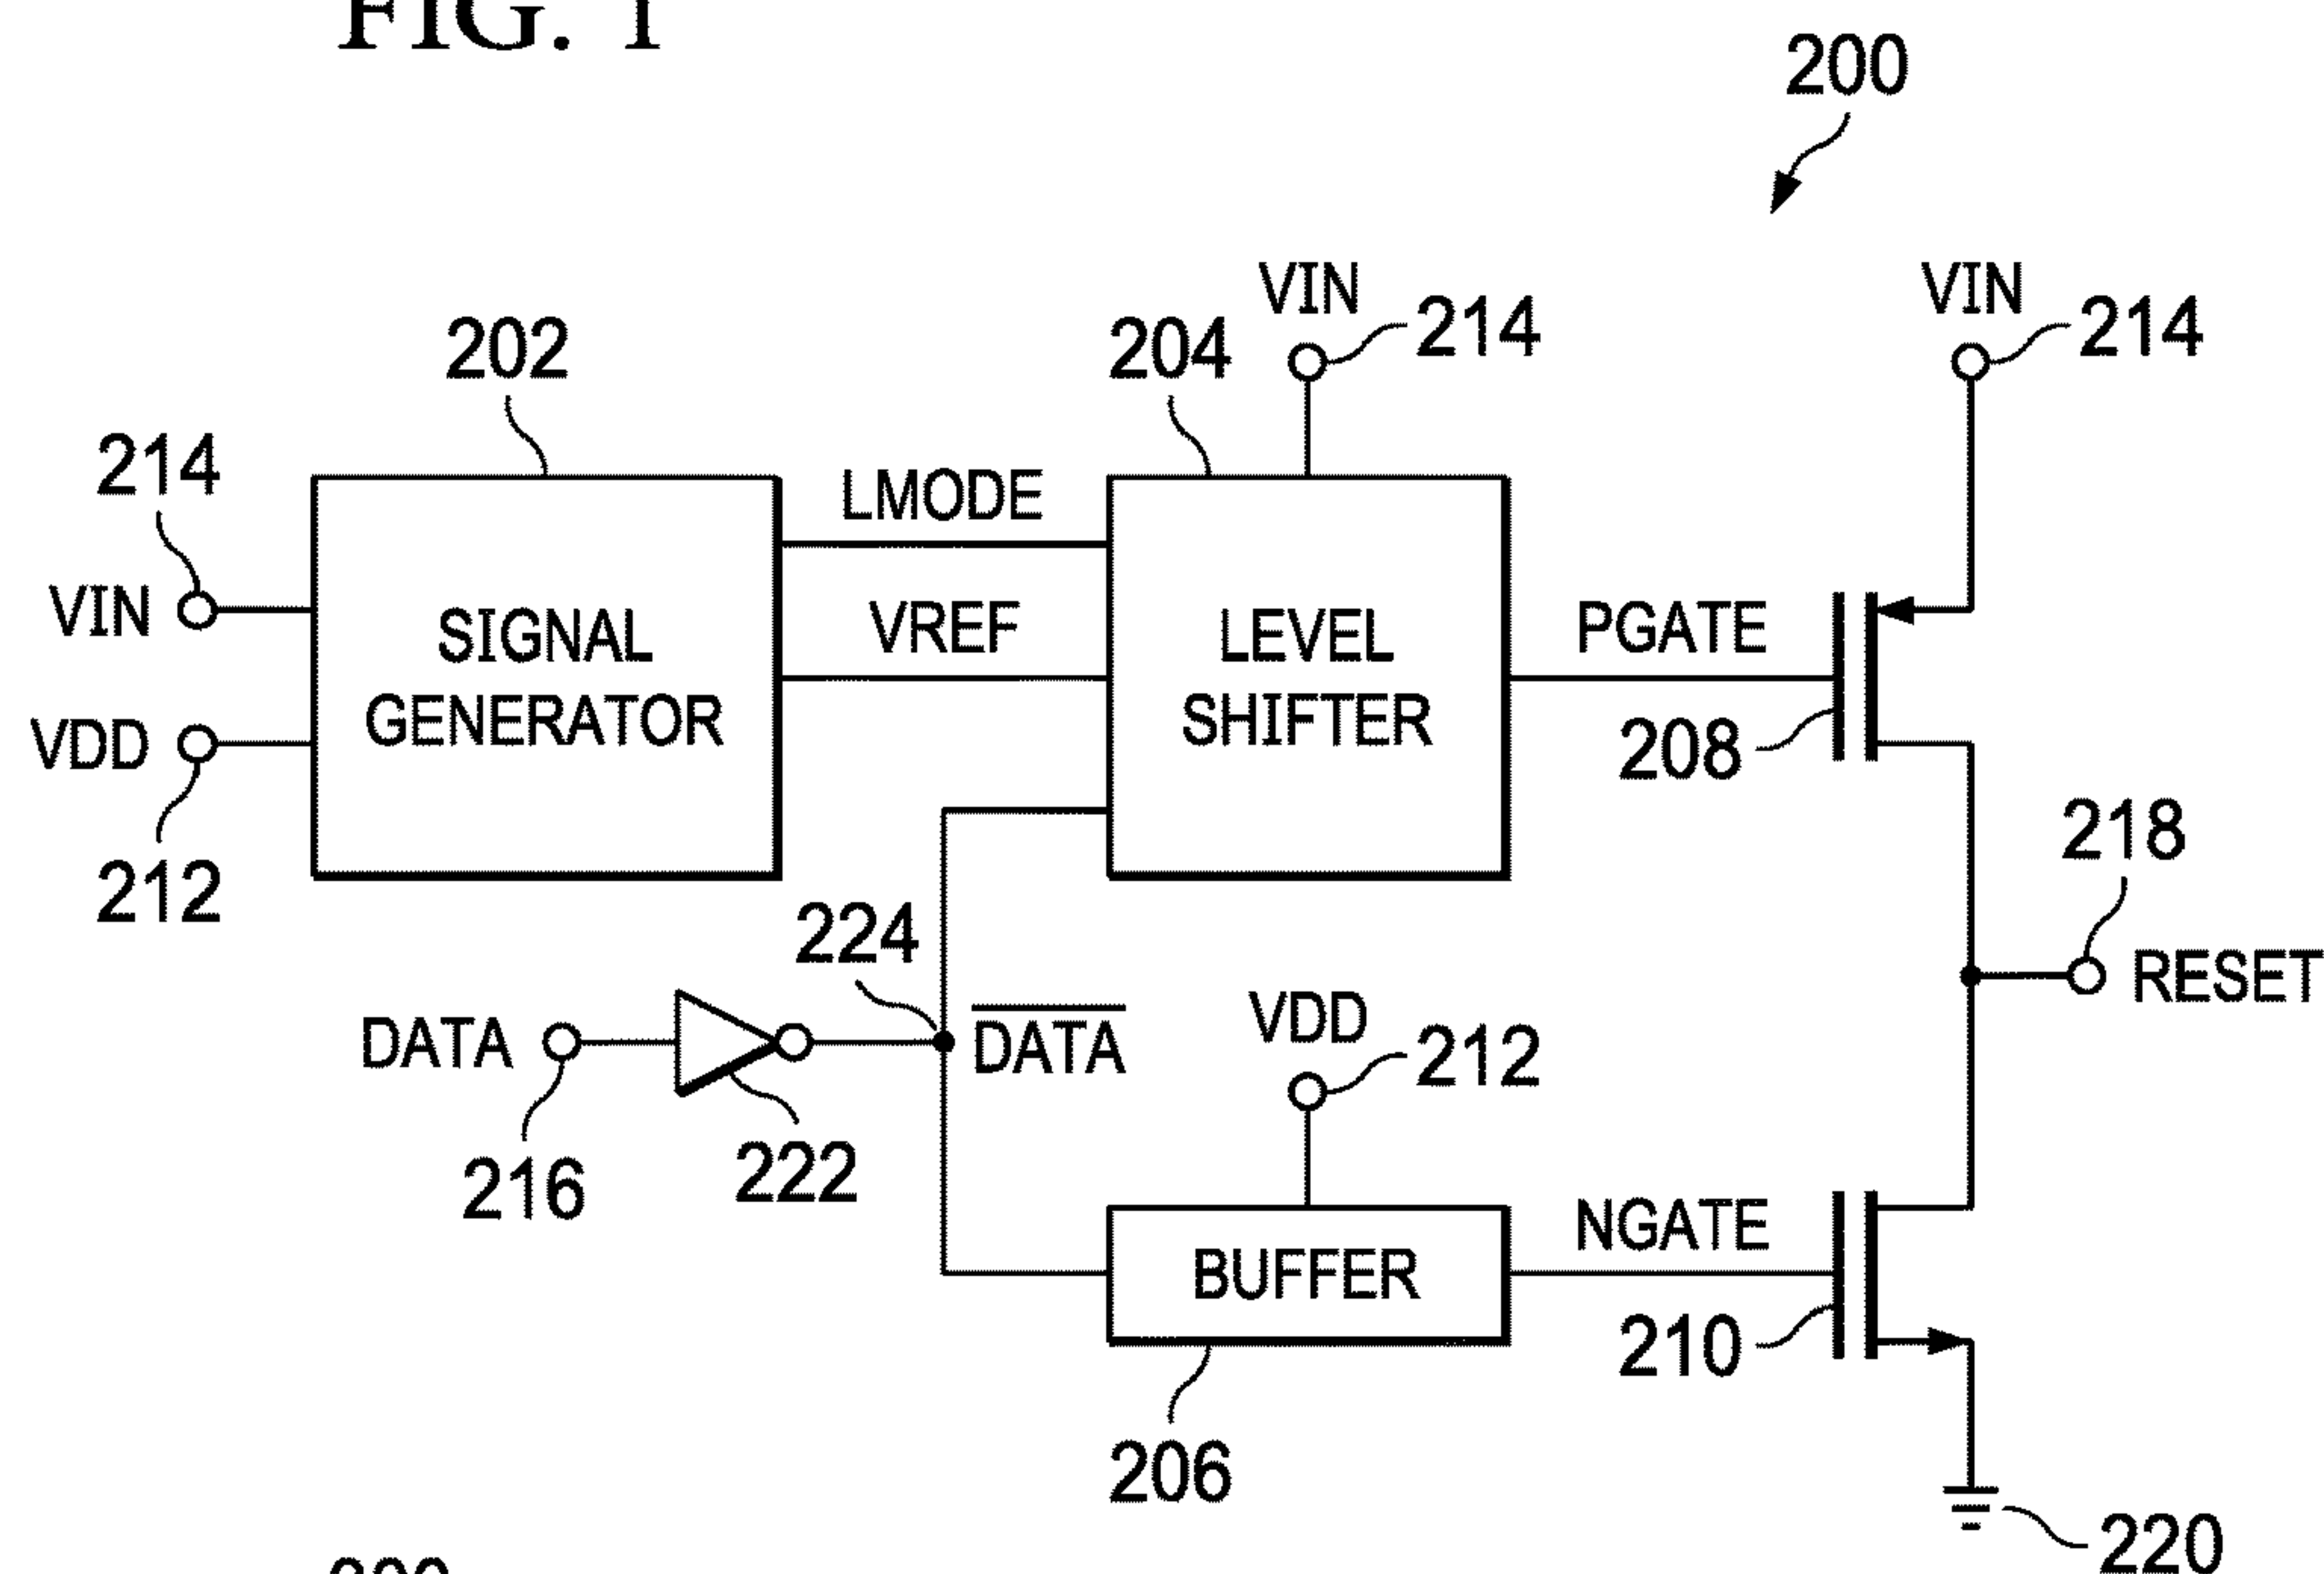 FIG. 1
200
VIN
214
VIN
214
202
204
214
LMODE
VIN
SIGNAL
GENERATOR
VREF
LEVEL
SHIFTER
PGATE
VDD
208
212
218
224
RESET
DATA
D̅A̅T̅A̅
VDD
212
216
222
BUFFER
NGATE
210
206
220